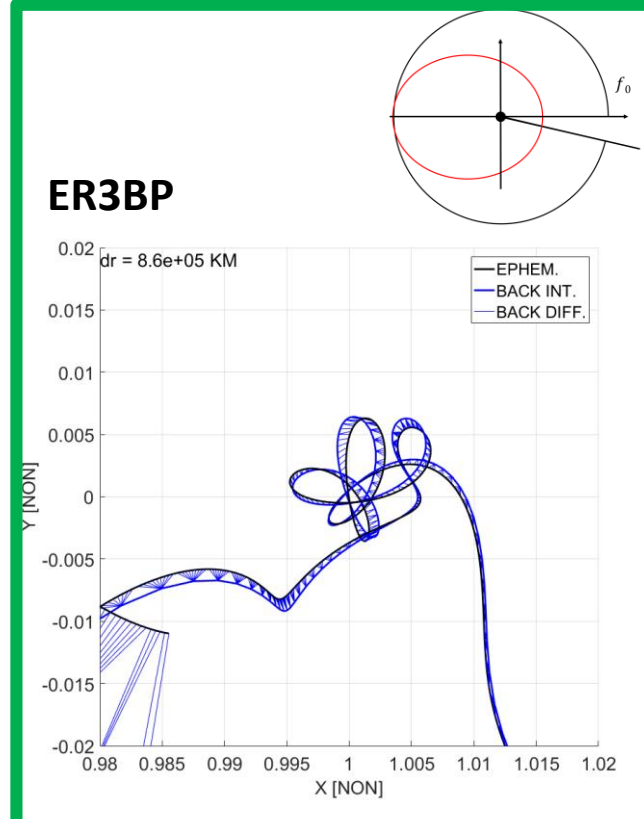 f0
ER3BP
dr = 8.6e+05 KM
EPHEM.
BACK INT.
BACK DIFF.
0.02
0.015
0.01
0.005
0
-0.005
-0.01
-0.015
-0.02
Y [NON]
0.98 0.985 0.99 0.995 1 1.005 1.01 1.015 1.02
X [NON]